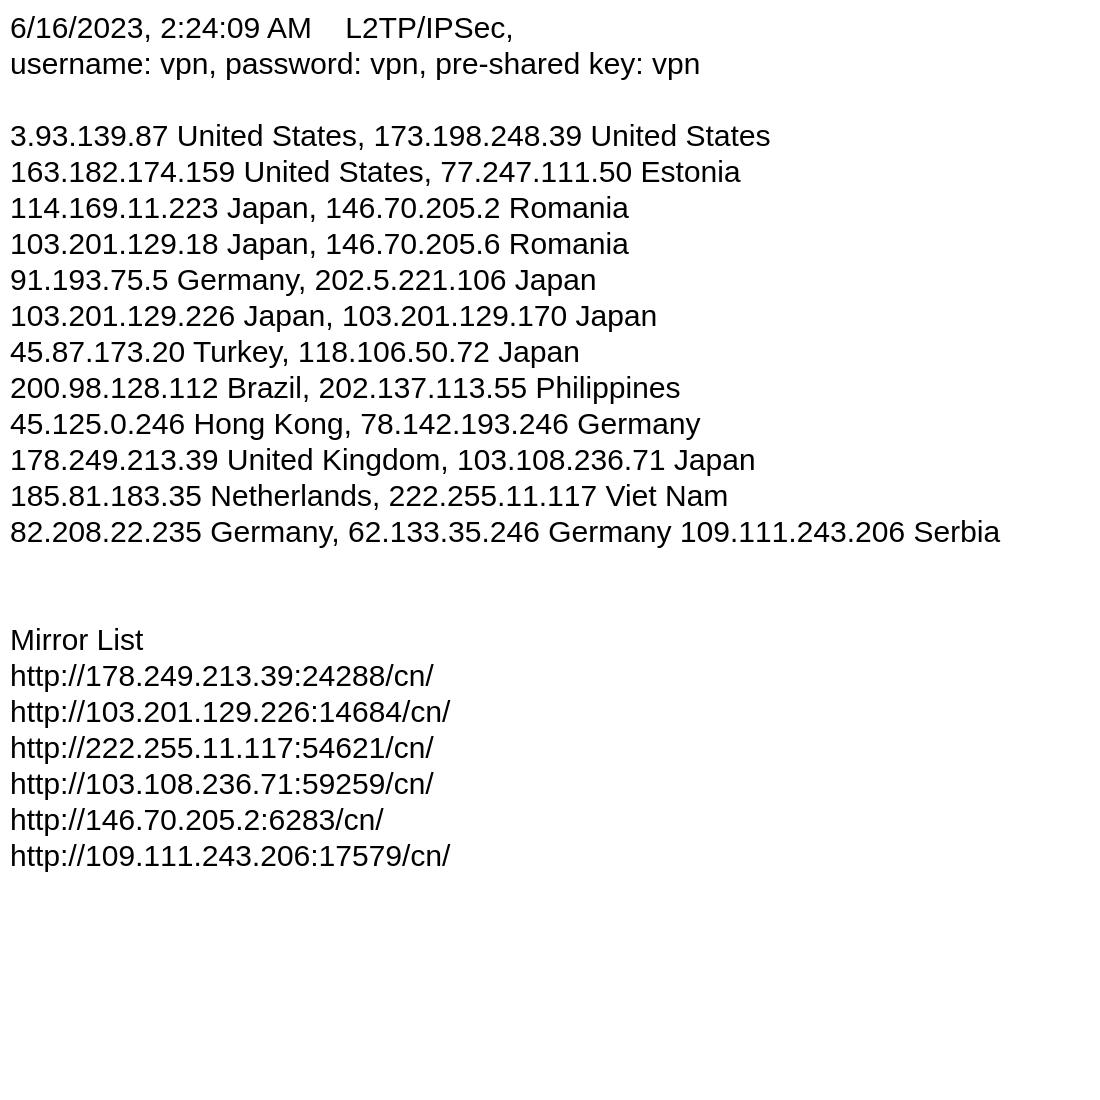 6/16/2023, 2:24:09 AM    L2TP/IPSec,
username: vpn, password: vpn, pre-shared key: vpn
3.93.139.87 United States, 173.198.248.39 United States
163.182.174.159 United States, 77.247.111.50 Estonia
114.169.11.223 Japan, 146.70.205.2 Romania
103.201.129.18 Japan, 146.70.205.6 Romania
91.193.75.5 Germany, 202.5.221.106 Japan
103.201.129.226 Japan, 103.201.129.170 Japan
45.87.173.20 Turkey, 118.106.50.72 Japan
200.98.128.112 Brazil, 202.137.113.55 Philippines
45.125.0.246 Hong Kong, 78.142.193.246 Germany
178.249.213.39 United Kingdom, 103.108.236.71 Japan
185.81.183.35 Netherlands, 222.255.11.117 Viet Nam
82.208.22.235 Germany, 62.133.35.246 Germany 109.111.243.206 Serbia
Mirror List
http://178.249.213.39:24288/cn/
http://103.201.129.226:14684/cn/
http://222.255.11.117:54621/cn/
http://103.108.236.71:59259/cn/
http://146.70.205.2:6283/cn/
http://109.111.243.206:17579/cn/